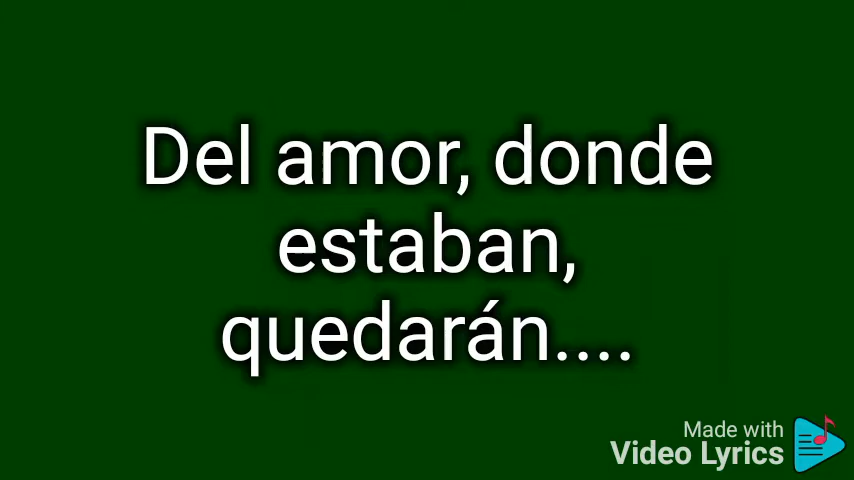 Del amor, donde
estaban,
quedarán....
Made with
Video Lyrics